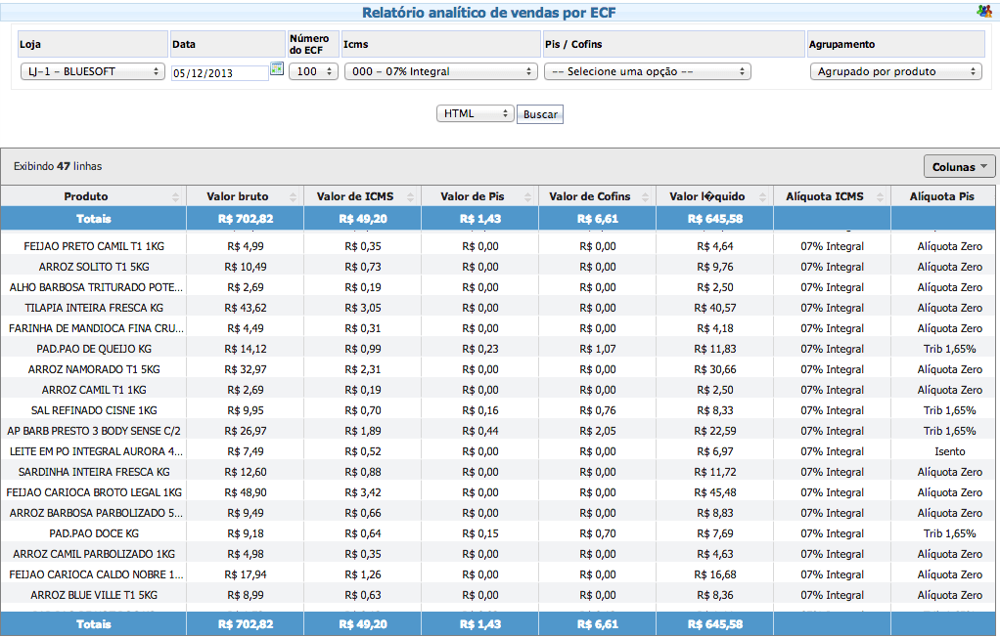 Relatório analítico de vendas por ECF
Loja Data Número do ECF Icms Pis / Cofins Agrupamento
LJ-1 - BLUESOFT 05/12/2013 100 000 - 07% Integral -- Selecione uma opção -- Agrupado por produto
HTML Buscar
Exibindo 47 linhas Colunas
Produto Valor bruto Valor de ICMS Valor de Pis Valor de Cofins Valor l�quido Alíquota ICMS Alíquota Pis
Totais R$ 702,82 R$ 49,20 R$ 1,43 R$ 6,61 R$ 645,58
FEIJAO PRETO CAMIL T1 1KG R$ 4,99 R$ 0,35 R$ 0,00 R$ 0,00 R$ 4,64 07% Integral Alíquota Zero
ARROZ SOLITO T1 5KG R$ 10,49 R$ 0,73 R$ 0,00 R$ 0,00 R$ 9,76 07% Integral Alíquota Zero
ALHO BARBOSA TRITURADO POTE... R$ 2,69 R$ 0,19 R$ 0,00 R$ 0,00 R$ 2,50 07% Integral Alíquota Zero
TILAPIA INTEIRA FRESCA KG R$ 43,62 R$ 3,05 R$ 0,00 R$ 0,00 R$ 40,57 07% Integral Alíquota Zero
FARINHA DE MANDIOCA FINA CRU... R$ 4,49 R$ 0,31 R$ 0,00 R$ 0,00 R$ 4,18 07% Integral Alíquota Zero
PAD.PAO DE QUEIJO KG R$ 14,12 R$ 0,99 R$ 0,23 R$ 1,07 R$ 11,83 07% Integral Trib 1,65%
ARROZ NAMORADO T1 5KG R$ 32,97 R$ 2,31 R$ 0,00 R$ 0,00 R$ 30,66 07% Integral Alíquota Zero
ARROZ CAMIL T1 1KG R$ 2,69 R$ 0,19 R$ 0,00 R$ 0,00 R$ 2,50 07% Integral Alíquota Zero
SAL REFINADO CISNE 1KG R$ 9,95 R$ 0,70 R$ 0,16 R$ 0,76 R$ 8,33 07% Integral Trib 1,65%
AP BARB PRESTO 3 BODY SENSE C/2 R$ 26,97 R$ 1,89 R$ 0,44 R$ 2,05 R$ 22,59 07% Integral Trib 1,65%
LEITE EM PO INTEGRAL AURORA 4... R$ 7,49 R$ 0,52 R$ 0,00 R$ 0,00 R$ 6,97 07% Integral Isento
SARDINHA INTEIRA FRESCA KG R$ 12,60 R$ 0,88 R$ 0,00 R$ 0,00 R$ 11,72 07% Integral Alíquota Zero
FEIJAO CARIOCA BROTO LEGAL 1KG R$ 48,90 R$ 3,42 R$ 0,00 R$ 0,00 R$ 45,48 07% Integral Alíquota Zero
ARROZ BARBOSA PARBOLIZADO 5... R$ 9,49 R$ 0,66 R$ 0,00 R$ 0,00 R$ 8,83 07% Integral Alíquota Zero
PAD.PAO DOCE KG R$ 9,18 R$ 0,64 R$ 0,15 R$ 0,70 R$ 7,69 07% Integral Trib 1,65%
ARROZ CAMIL PARBOLIZADO 1KG R$ 4,98 R$ 0,35 R$ 0,00 R$ 0,00 R$ 4,63 07% Integral Alíquota Zero
FEIJAO CARIOCA CALDO NOBRE 1... R$ 17,94 R$ 1,26 R$ 0,00 R$ 0,00 R$ 16,68 07% Integral Alíquota Zero
ARROZ BLUE VILLE T1 5KG R$ 8,99 R$ 0,63 R$ 0,00 R$ 0,00 R$ 8,36 07% Integral Alíquota Zero
Totais R$ 702,82 R$ 49,20 R$ 1,43 R$ 6,61 R$ 645,58